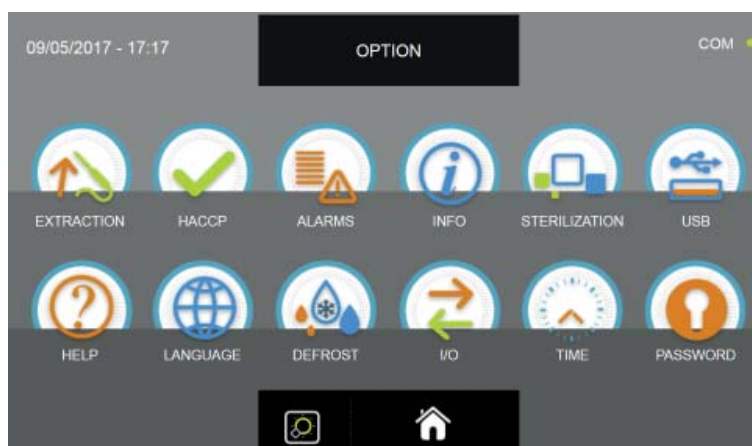 09/05/2017 - 17:17 OPTION COM
EXTRACTION HACCP ALARMS INFO STERILIZATION USB
HELP LANGUAGE DEFROST I/O TIME PASSWORD